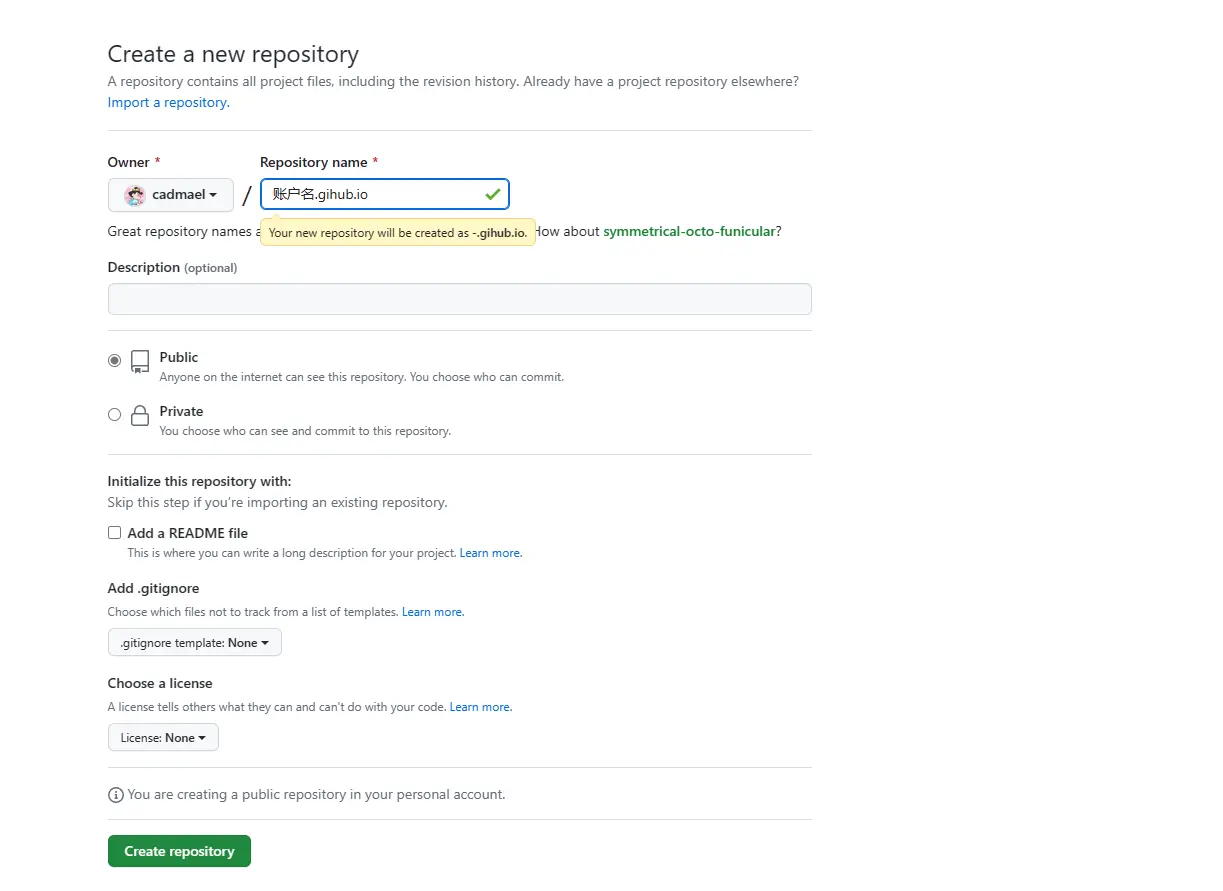 Create a new repository
A repository contains all project files, including the revision history. Already have a project repository elsewhere?
Import a repository.
Owner * Repository name *
cadmael / 账户名.gihub.io
Great repository names a
Your new repository will be created as -.gihub.io.
How about symmetrical-octo-funicular?
Description (optional)
Public
Anyone on the internet can see this repository. You choose who can commit.
Private
You choose who can see and commit to this repository.
Initialize this repository with:
Skip this step if you're importing an existing repository.
Add a README file
This is where you can write a long description for your project. Learn more.
Add .gitignore
Choose which files not to track from a list of templates. Learn more.
.gitignore template: None
Choose a license
A license tells others what they can and can't do with your code. Learn more.
License: None
You are creating a public repository in your personal account.
Create repository